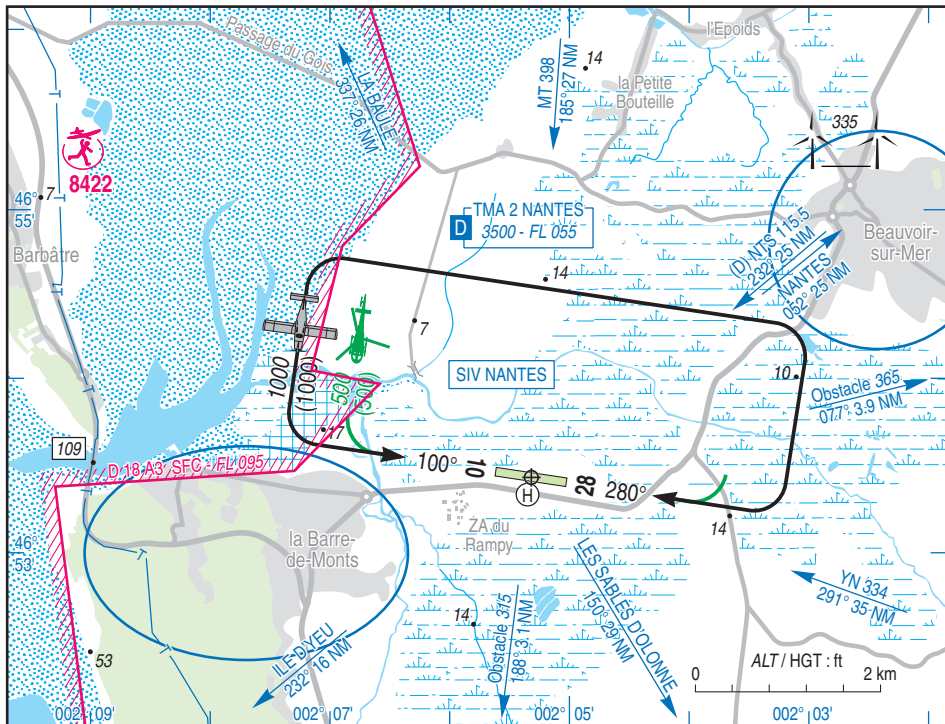 Passage du Gois
l'Epoids
LA BAULE
337° 26 NM
MT 398
185° 27 NM
14
la Petite
Bouteille
335
8422
7
46°
55'
Barbâtre
D
TMA 2 NANTES
3500 - FL 055
(D) NTS 115.5
232° 25 NM
NANTES
052° 25 NM
Beauvoir-
sur-Mer
14
7
1000
(1000)
500
(500)
SIV NANTES
10
Obstacle 365
077° 3.9 NM
17
109
D 18 A3 SFC - FL 095
100°
10
28
280°
H
14
46
53'
la Barre-
de-Monts
ZA du
Rampy
14
Obstacle 315
188° 3.1 NM
LES SABLES D'OLONNE
150° 29 NM
YN 334
291° 35 NM
53
ILE D'YEU
232° 16 NM
ALT / HGT : ft
0
2 km
002° 09'
002° 07'
002° 05'
002° 03'